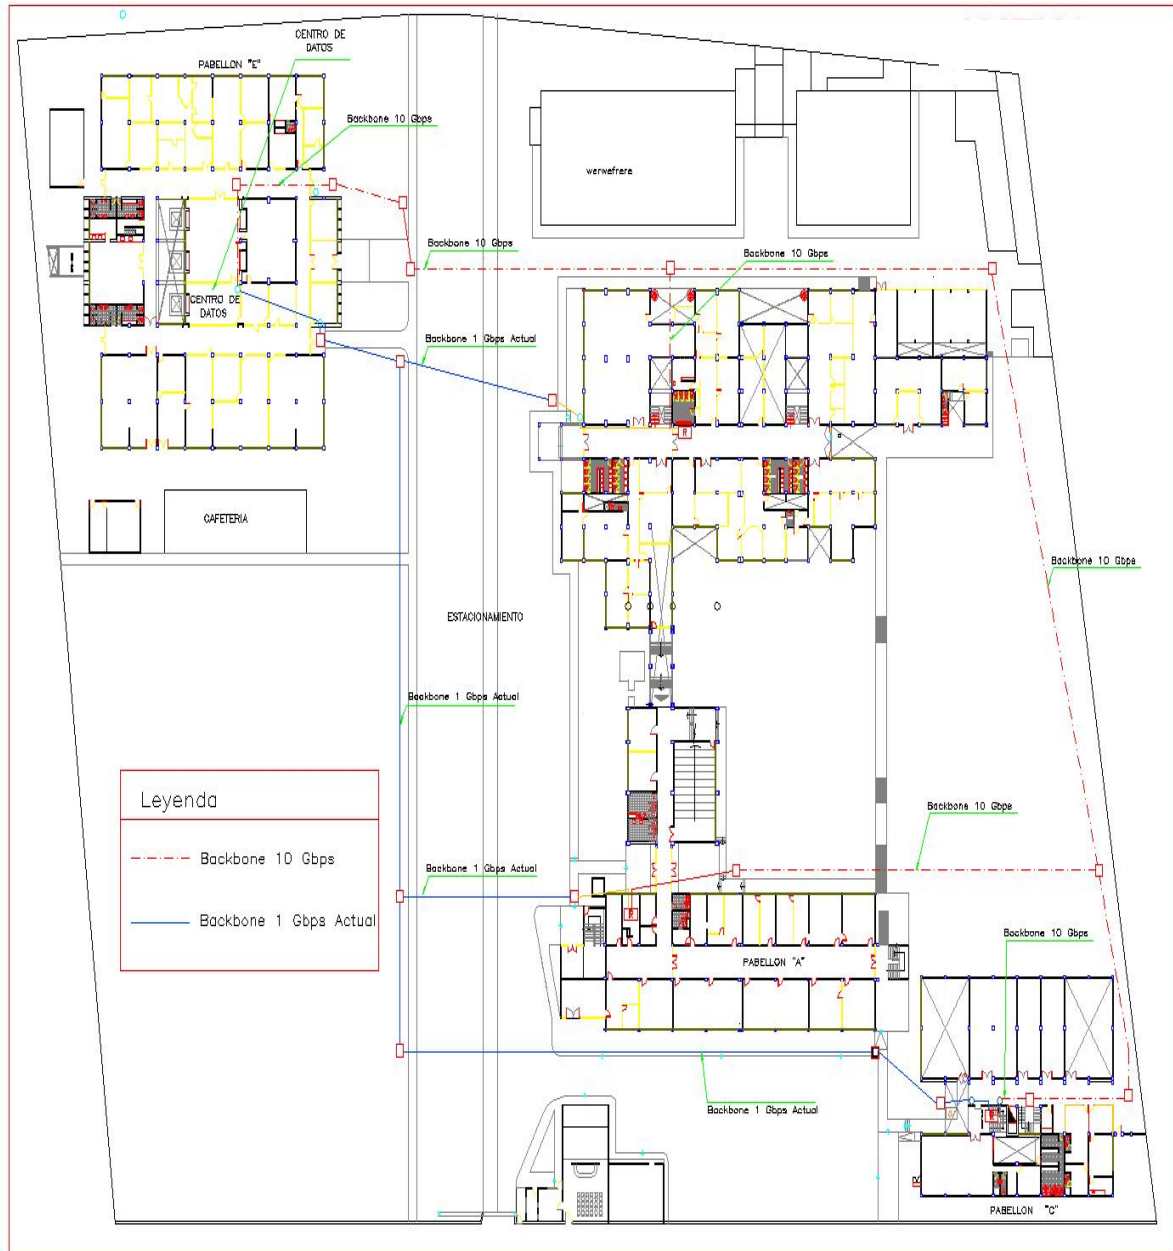 CENTRO DE
DATOS
PABELLON "E"
Backbone 10 Gbps
werwefrere
Backbone 10 Gbps
Backbone 10 Gbps
CENTRO DE
DATOS
Backbone 1 Gbps Actual
R
CAFETERIA
Backbone 10 Gbps
ESTACIONAMIENTO
Backbone 1 Gbps Actual
Leyenda
Backbone 10 Gbps
Backbone 1 Gbps Actual
Backbone 10 Gbps
Backbone 1 Gbps Actual
R
Backbone 10 Gbps
PABELLON "A"
Backbone 1 Gbps Actual
R
PABELLON "C"